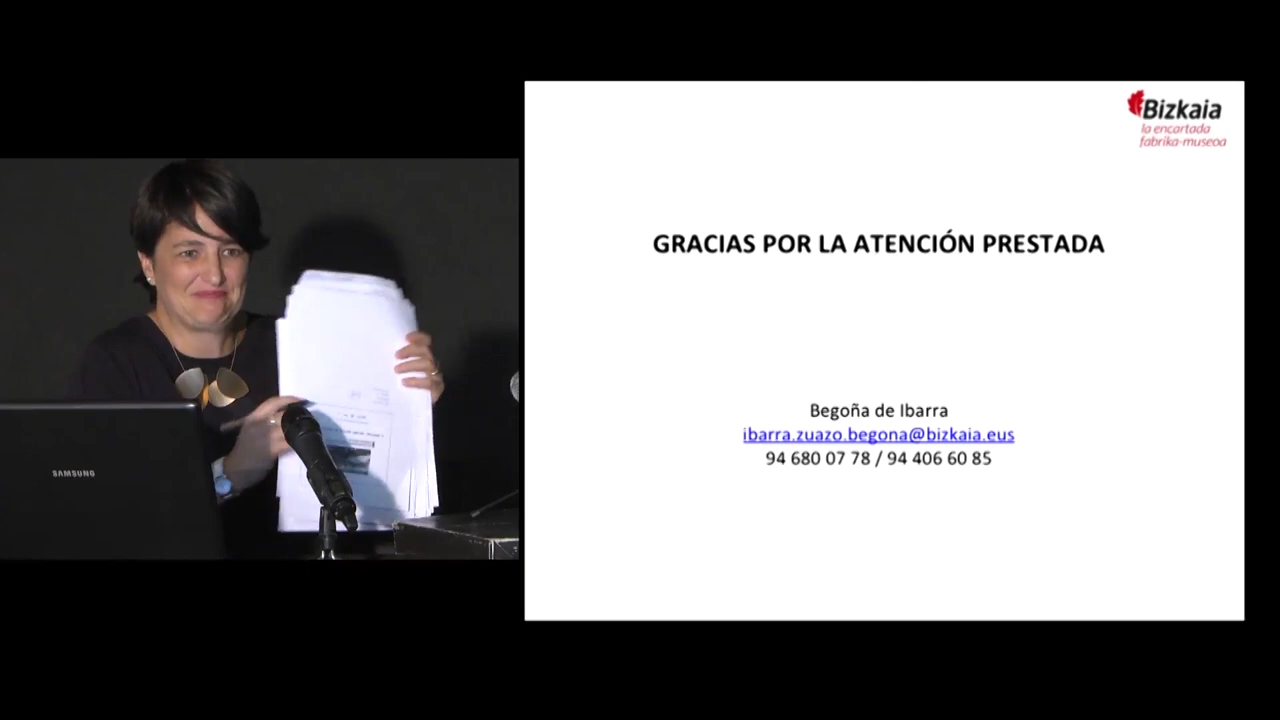 SAMSUNG
Bizkaia
la encartada
fabrika-museoa
GRACIAS POR LA ATENCIÓN PRESTADA
Begoña de Ibarra
ibarra.zuazo.begona@bizkaia.eus
94 680 07 78 / 94 406 60 85